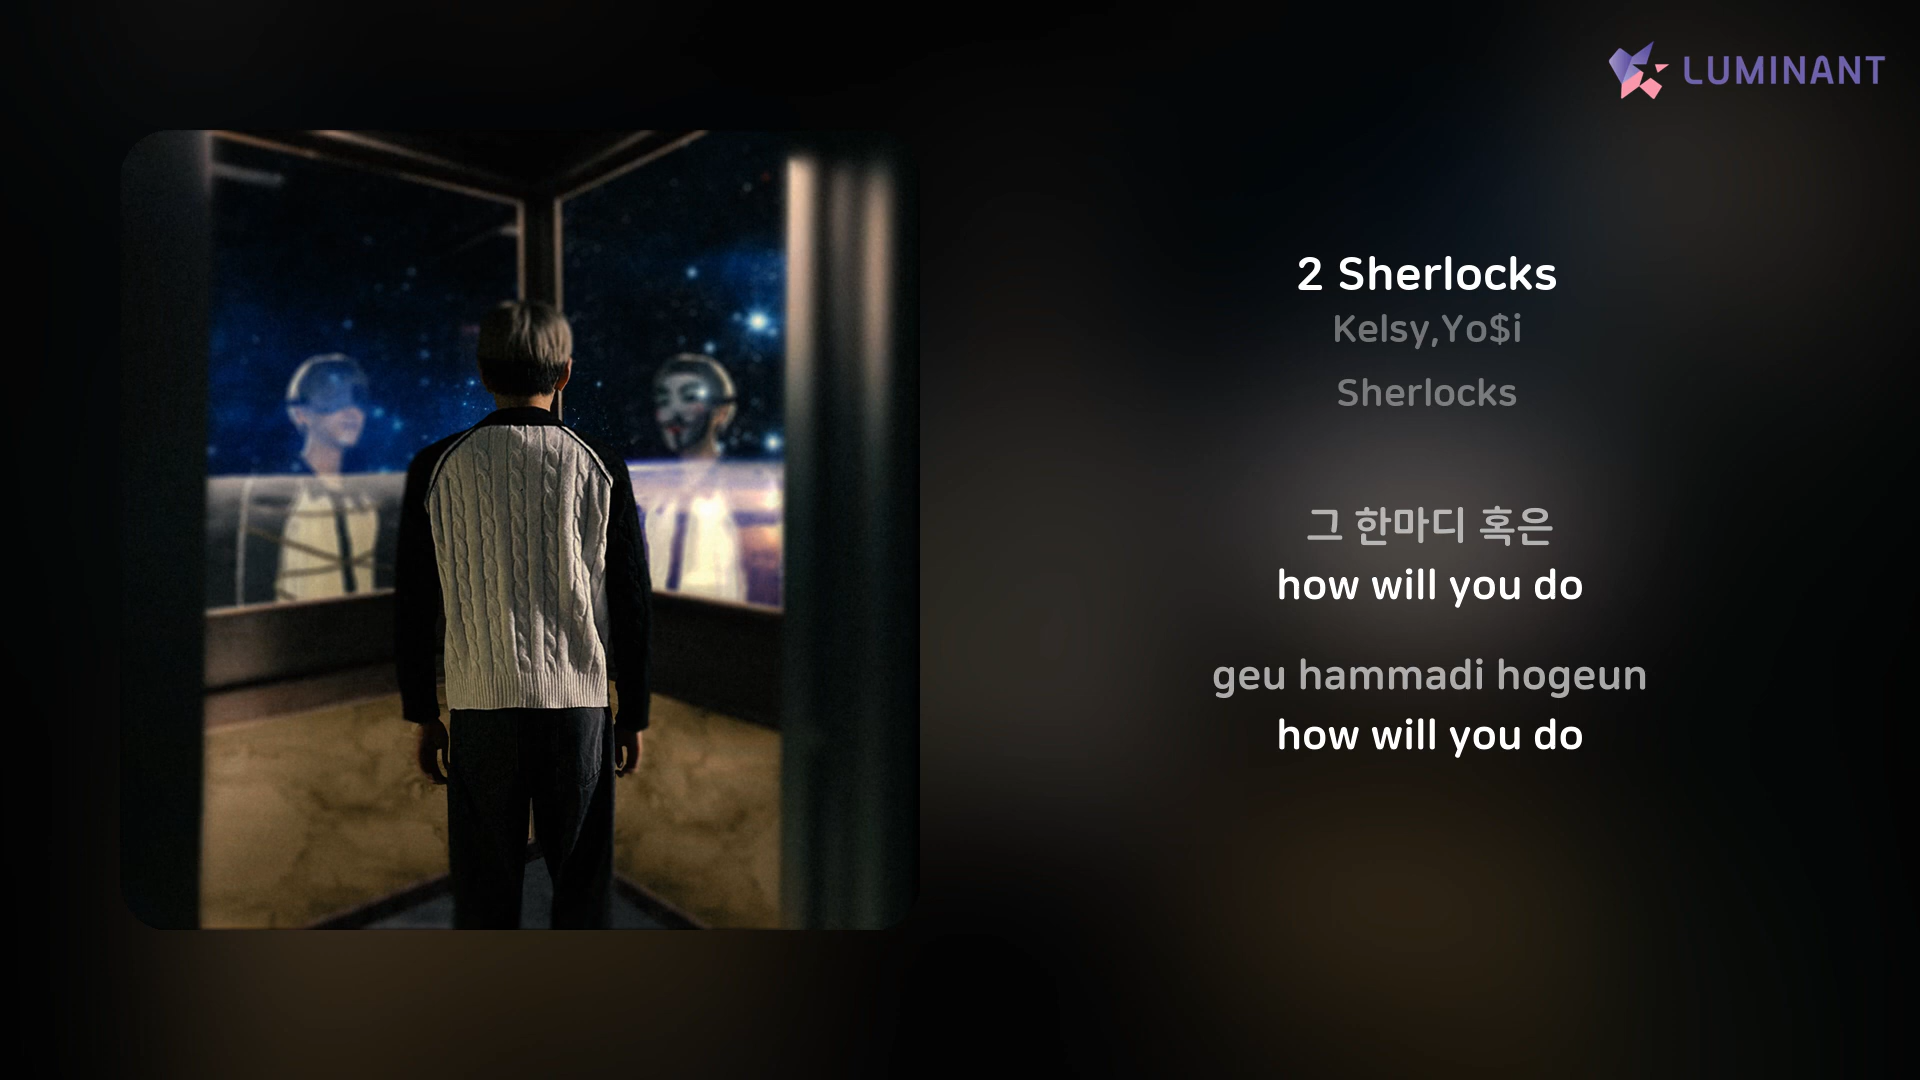 LUMINANT
2 Sherlocks
Kelsy,Yo$i
Sherlocks
그 한마디 혹은
how will you do
geu hammadi hogeun
how will you do